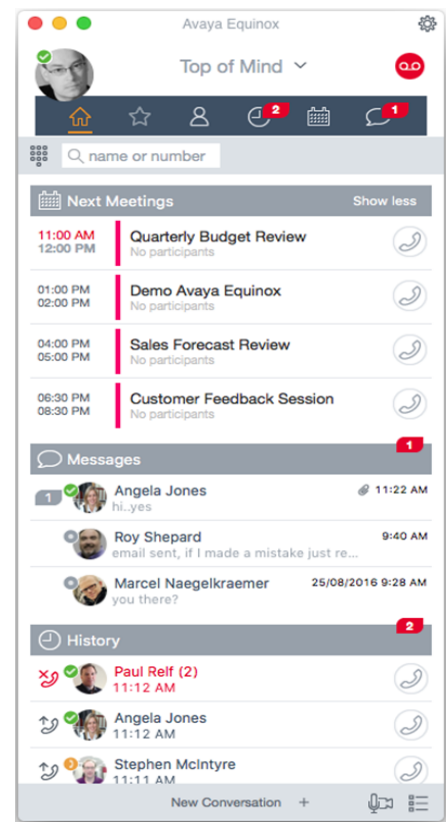 Avaya Equinox
Top of Mind
2
1
name or number
Next Meetings Show less
11:00 AM Quarterly Budget Review
12:00 PM No participants
01:00 PM Demo Avaya Equinox
02:00 PM No participants
04:00 PM Sales Forecast Review
05:00 PM No participants
06:30 PM Customer Feedback Session
08:30 PM No participants
Messages 1
1 Angela Jones 11:22 AM
hi..yes
Roy Shepard 9:40 AM
email sent, if I made a mistake just re...
Marcel Naegelkraemer 25/08/2016 9:28 AM
you there?
History 2
Paul Relf (2)
11:12 AM
Angela Jones
11:12 AM
Stephen McIntyre
11:11 AM
New Conversation +